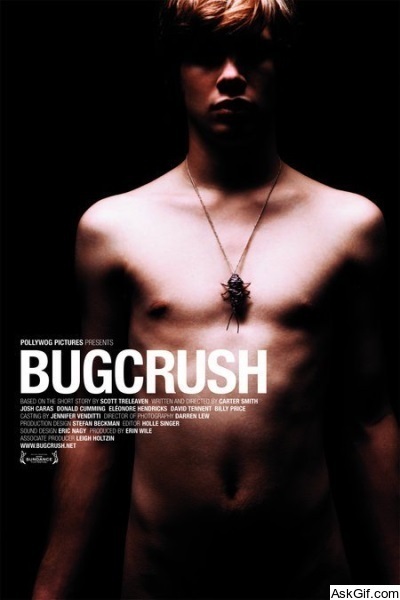 POLLYWOG PICTURES PRESENTS
BUGCRUSH
BASED ON THE SHORT STORY BY SCOTT TRELEAVEN WRITTEN AND DIRECTED BY CARTER SMITH
JOSH CARAS DONALD CUMMING ELEONORE HENDRICKS DAVID TENNENT BILLY PRICE
CASTING BY JENNIFER VENDITTI DIRECTOR OF PHOTOGRAPHY DARREN LEW
PRODUCTION DESIGN STEFAN BECKMAN EDITOR HOLLE SINGER
SOUND DESIGN ERIC NAGY PRODUCED BY ERIN WILE
ASSOCIATE PRODUCER LEIGH HOLTZIN
WWW.BUGCRUSH.NET
SUNDANCE
AskGif.com